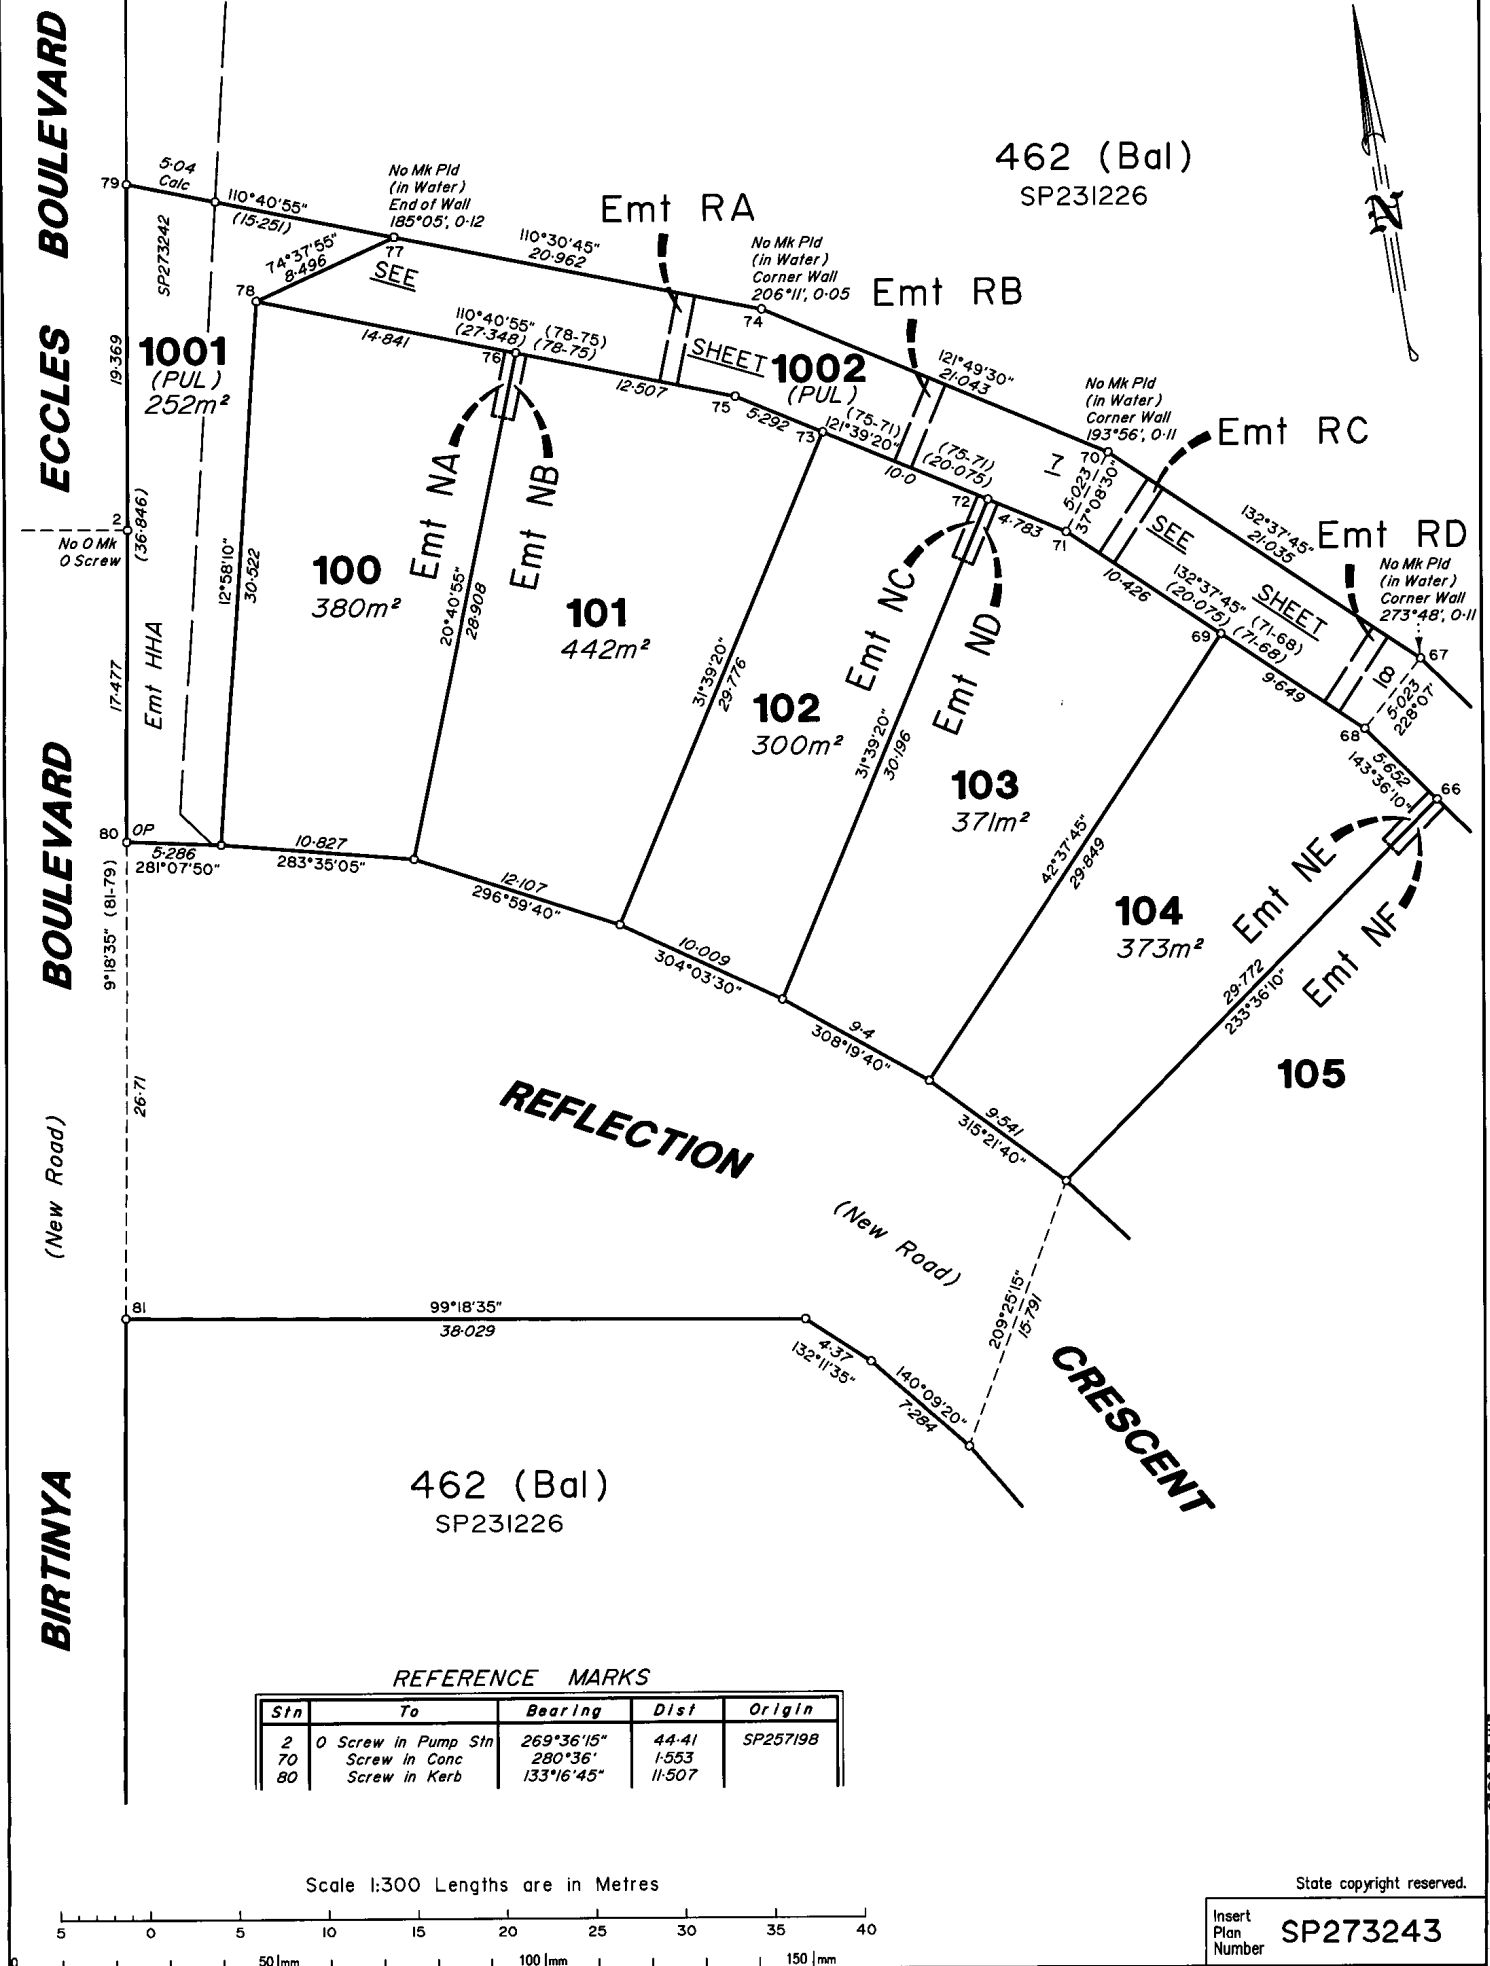 BOULEVARD
ECCLES
BOULEVARD
(New Road)
BIRTINYA
462 (Bal)
SP231226
79
5·04
Calc
110°40'55"
(15·251)
No Mk Pld
(in Water)
End of Wall
185°05', 0·12
77
74°37'55"
8·496
78
SP273242
SEE
110°30'45"
20·962
Emt RA
No Mk Pld
(in Water)
Corner Wall
206°11', 0·05
74
Emt RB
121°49'30"
21·043
No Mk Pld
(in Water)
Corner Wall
193°56', 0·11
70
Emt RC
132°37'45"
21·035
Emt RD
No Mk Pld
(in Water)
Corner Wall
273°48', 0·11
67
19·369
1001
(PUL)
252m²
14·841
110°40'55" (78-75)
(27·348) (78-75)
76
12·507
SHEET
1002
(PUL)
75
5·292
73
(75-71)
121°39'20"
10·0
(75-71)
(20·075)
7
72
4·783
5·023
37°08'30"
71
SEE
SHEET
8
10·426
132°37'45" (71-68)
(20·075) (71-68)
69
9·649
5·023
228°07'
68
5·652
143°36'10"
66
2
No O Mk
O Screw
(36·846)
17·477
Emt HHA
12°58'10"
30·522
100
380m²
Emt NA
Emt NB
20°40'55"
28·908
101
442m²
31°39'20"
29·776
102
300m²
Emt NC
Emt ND
31°39'20"
30·196
103
371m²
42°37'45"
29·849
104
373m²
Emt NE
Emt NF
29·772
233°36'10"
105
80
OP
5·286
281°07'50"
10·827
283°35'05"
12·107
296°59'40"
10·009
304°03'30"
9·4
308°19'40"
9·541
315°21'40"
9°18'35" (81-79)
26·71
REFLECTION
(New Road)
CRESCENT
209°25'15"
15·791
81
99°18'35"
38·029
4·37
132°11'35"
140°09'20"
7·284
462 (Bal)
SP231226
REFERENCE MARKS
Stn To Bearing Dist Origin
2 O Screw in Pump Stn 269°36'15" 44·41 SP257198
70 Screw in Conc 280°36' 1·553
80 Screw in Kerb 133°16'45" 11·507
Scale 1:300 Lengths are in Metres
5 0 5 10 15 20 25 30 35 40
0 50 mm 100 mm 150 mm
State copyright reserved.
Insert
Plan
Number
SP273243